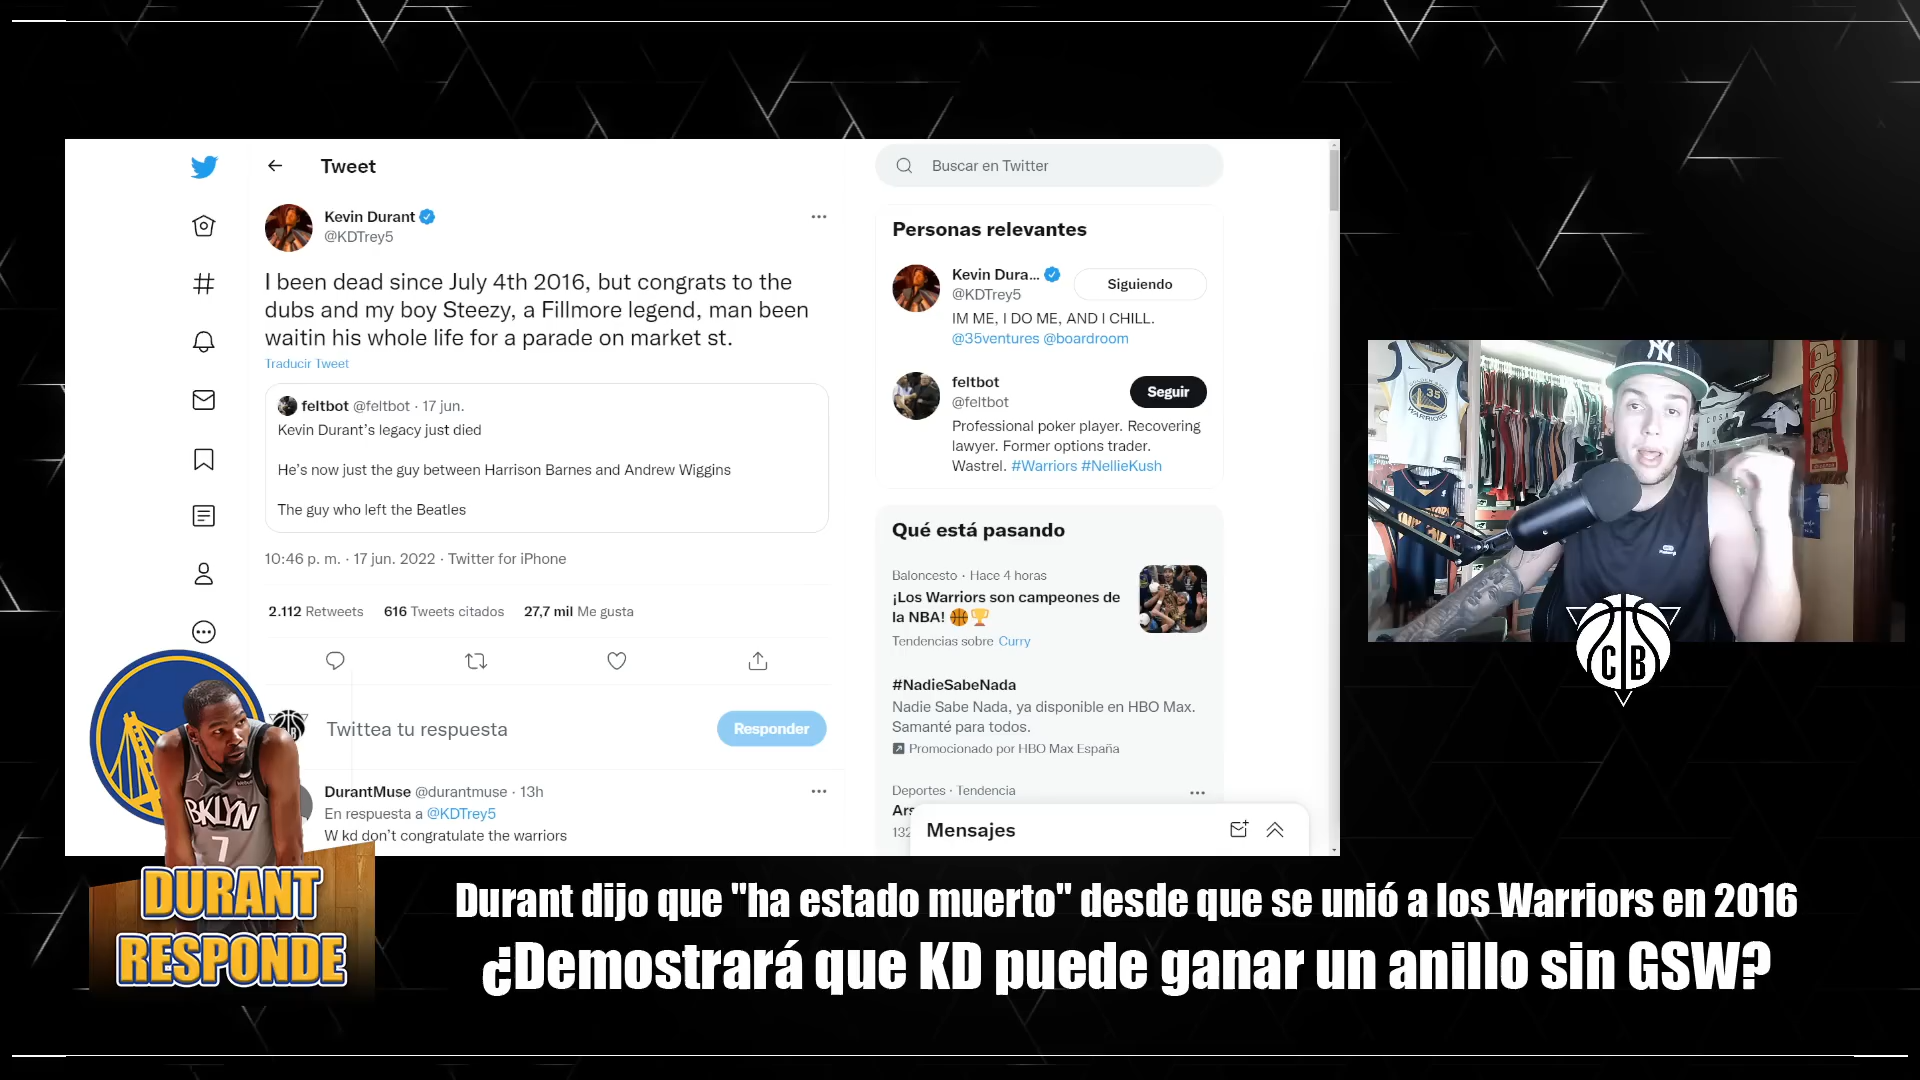 Tweet
Kevin Durant
@KDTrey5
I been dead since July 4th 2016, but congrats to the
dubs and my boy Steezy, a Fillmore legend, man been
waitin his whole life for a parade on market st.
Traducir Tweet
feltbot @feltbot · 17 jun.
Kevin Durant's legacy just died
He's now just the guy between Harrison Barnes and Andrew Wiggins
The guy who left the Beatles
10:46 p. m. · 17 jun. 2022 · Twitter for iPhone
2.112 Retweets 616 Tweets citados 27,7 mil Me gusta
Twittea tu respuesta
Responder
DurantMuse @durantmuse · 13h
En respuesta a @KDTrey5
W kd don't congratulate the warriors
Buscar en Twitter
Personas relevantes
Kevin Dura...
@KDTrey5
Siguiendo
IM ME, I DO ME, AND I CHILL.
@35ventures @boardroom
feltbot
@feltbot
Seguir
Professional poker player. Recovering
lawyer. Former options trader.
Wastrel. #Warriors #NellieKush
Qué está pasando
Baloncesto · Hace 4 horas
¡Los Warriors son campeones de
la NBA! 🏀🏆
Tendencias sobre Curry
#NadieSabeNada
Nadie Sabe Nada, ya disponible en HBO Max.
Samanté para todos.
Promocionado por HBO Max España
Deportes · Tendencia
Ars
132
Mensajes
35
WARRIORS
NY
ESP
CB
BKLYN
7
DURANT
RESPONDE
Durant dijo que "ha estado muerto" desde que se unió a los Warriors en 2016
¿Demostrará que KD puede ganar un anillo sin GSW?